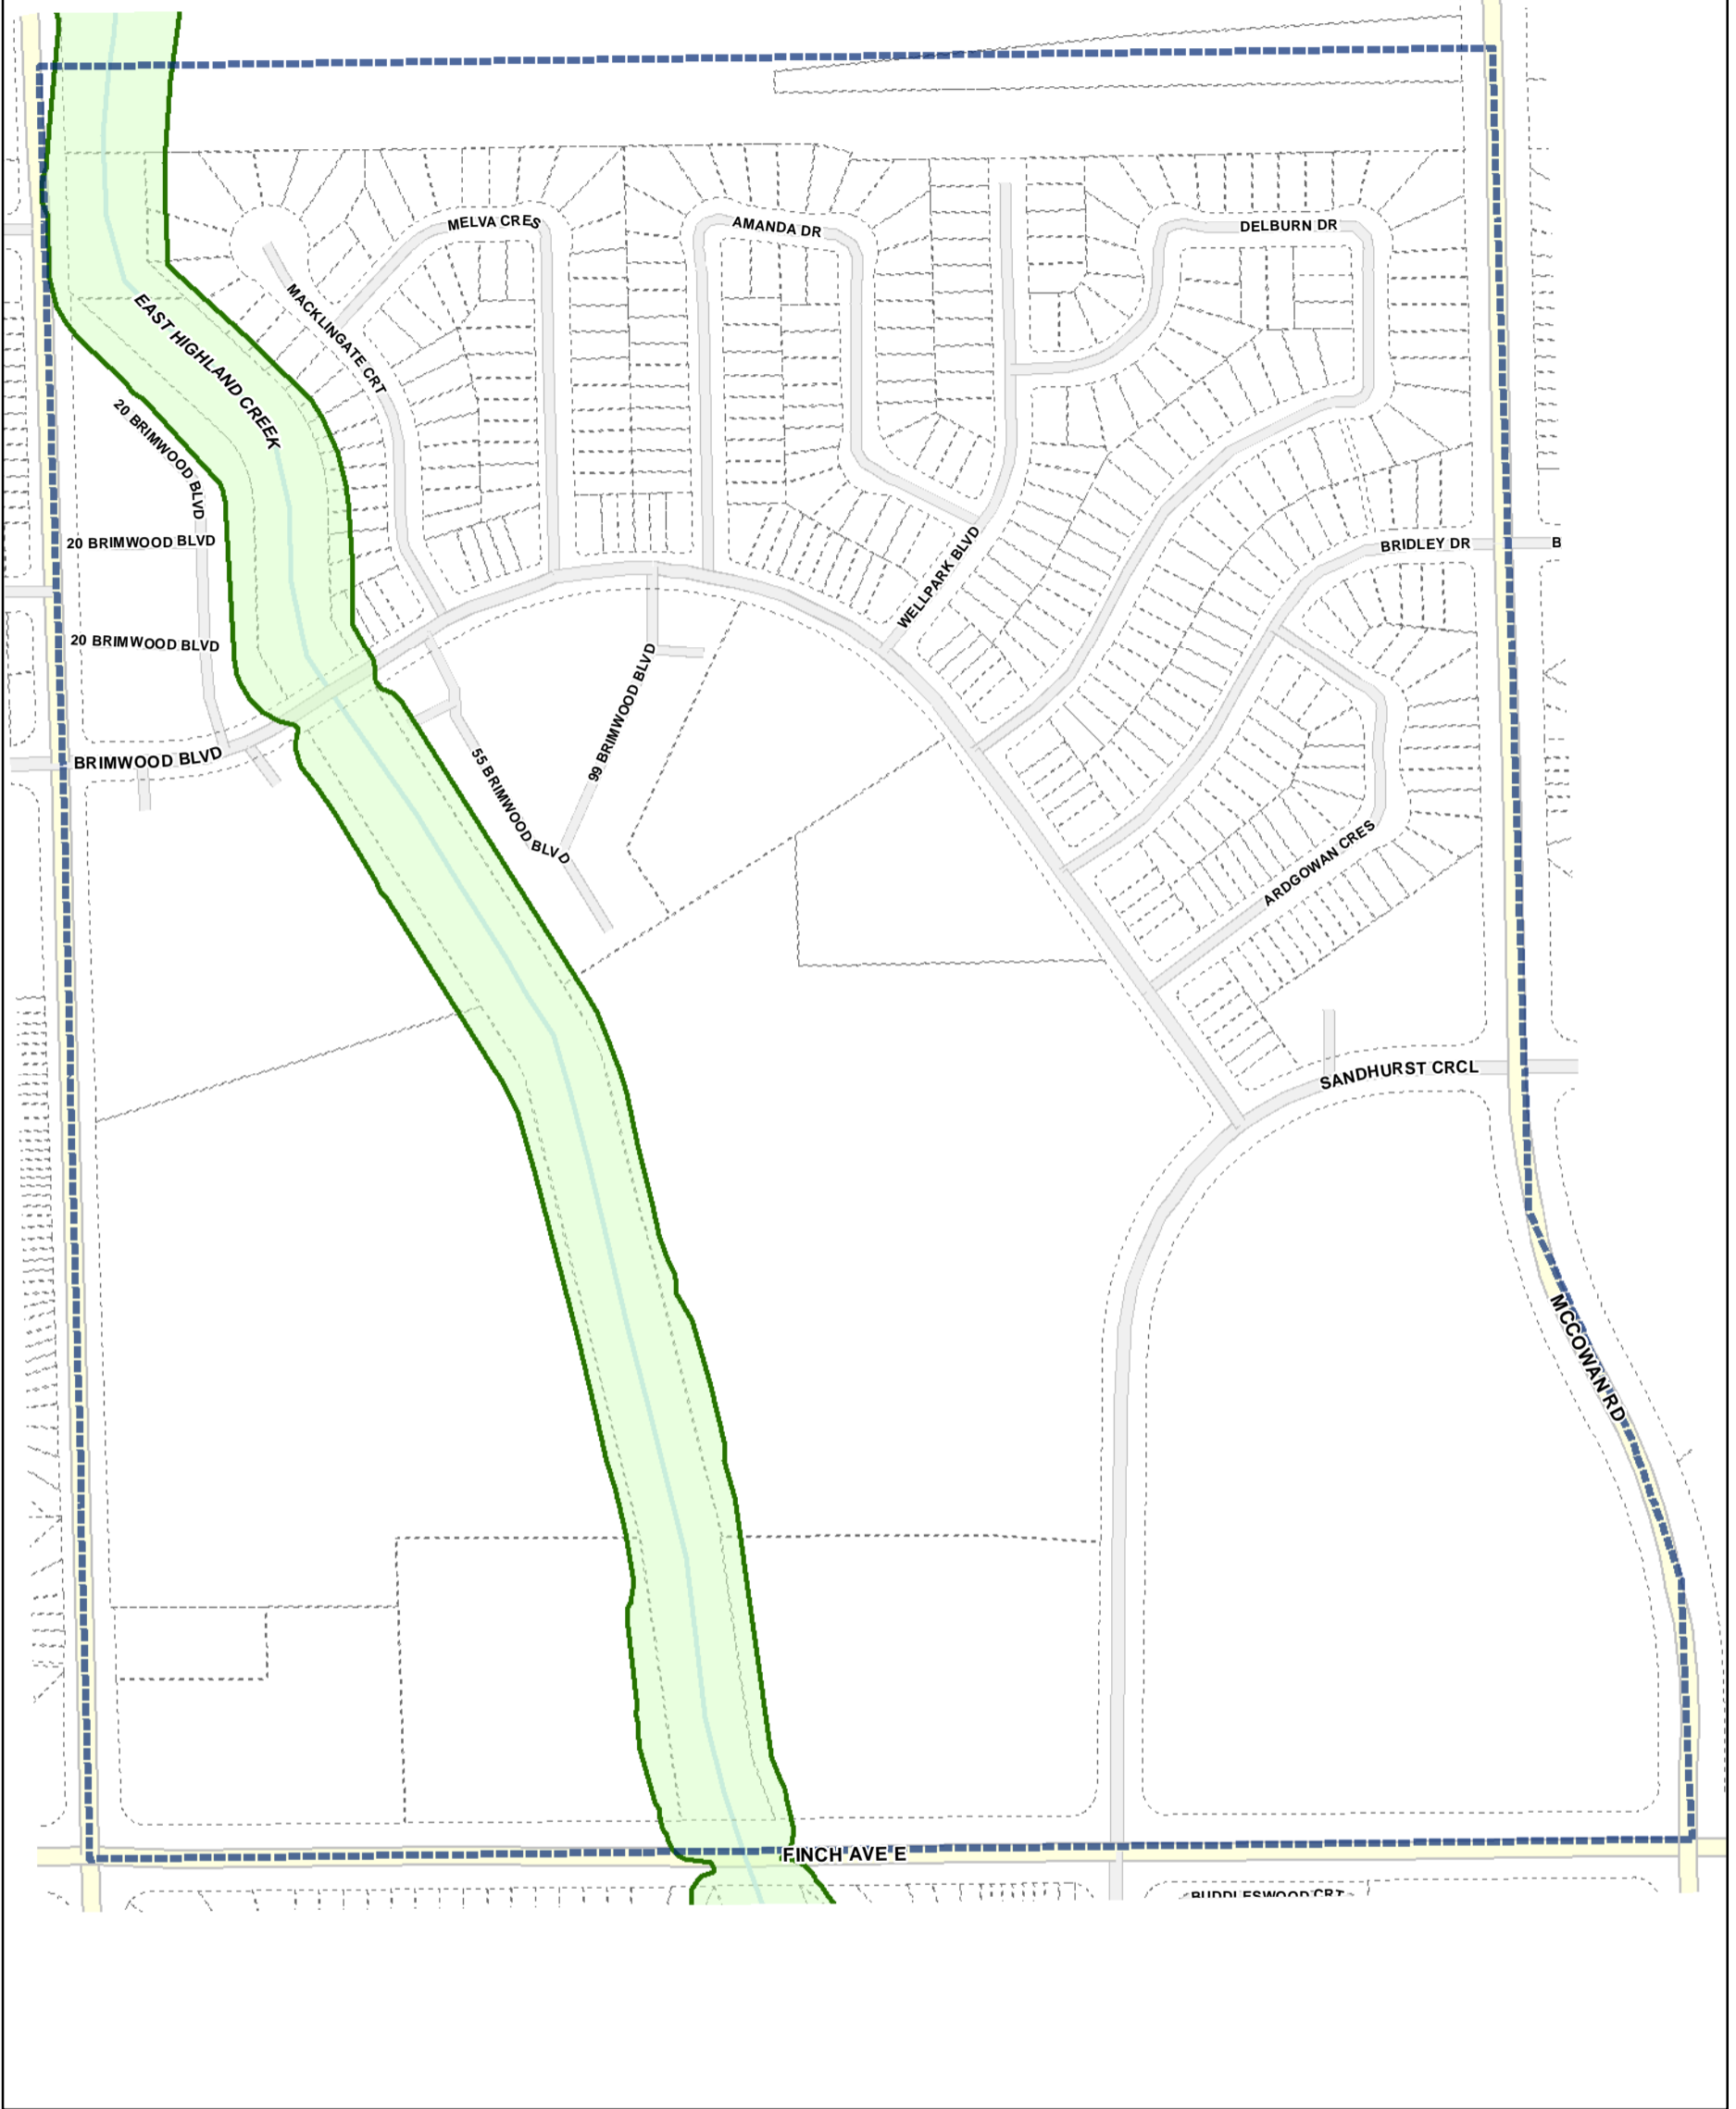 MELVA CRES
AMANDA DR
DELBURN DR
MACKLINGATE CRT
EAST HIGHLAND CREEK
20 BRIMWOOD BLVD
20 BRIMWOOD BLVD
BRIDLEY DR
B
WELLPARK BLVD
20 BRIMWOOD BLVD
99 BRIMWOOD BLVD
BRIMWOOD BLVD
55 BRIMWOOD BLVD
ARDGOWAN CRES
SANDHURST CRCL
MCCOWAN RD
FINCH AVE E
BUDDLESWOOD CRT